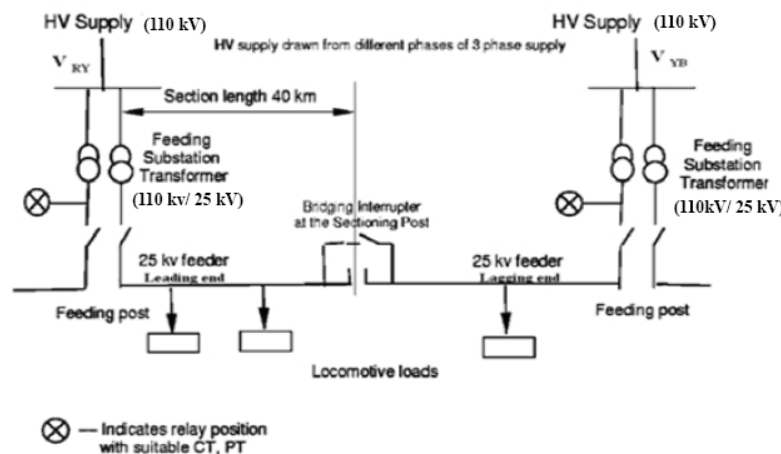 HV Supply (110 kV)
HV Supply (110 kV)
HV supply drawn from different phases of 3 phase supply
V RY
V YB
Section length 40 km
Feeding
Substation
Transformer
(110 kv/ 25 kV)
Feeding
Substation
Transformer
(110kV/ 25 kV)
Bridging Interrupter
at the Sectioning Post
25 kv feeder
Leading end
25 kv feeder
Lagging end
Feeding post
Feeding post
Locomotive loads
— Indicates relay position
with suitable CT, PT